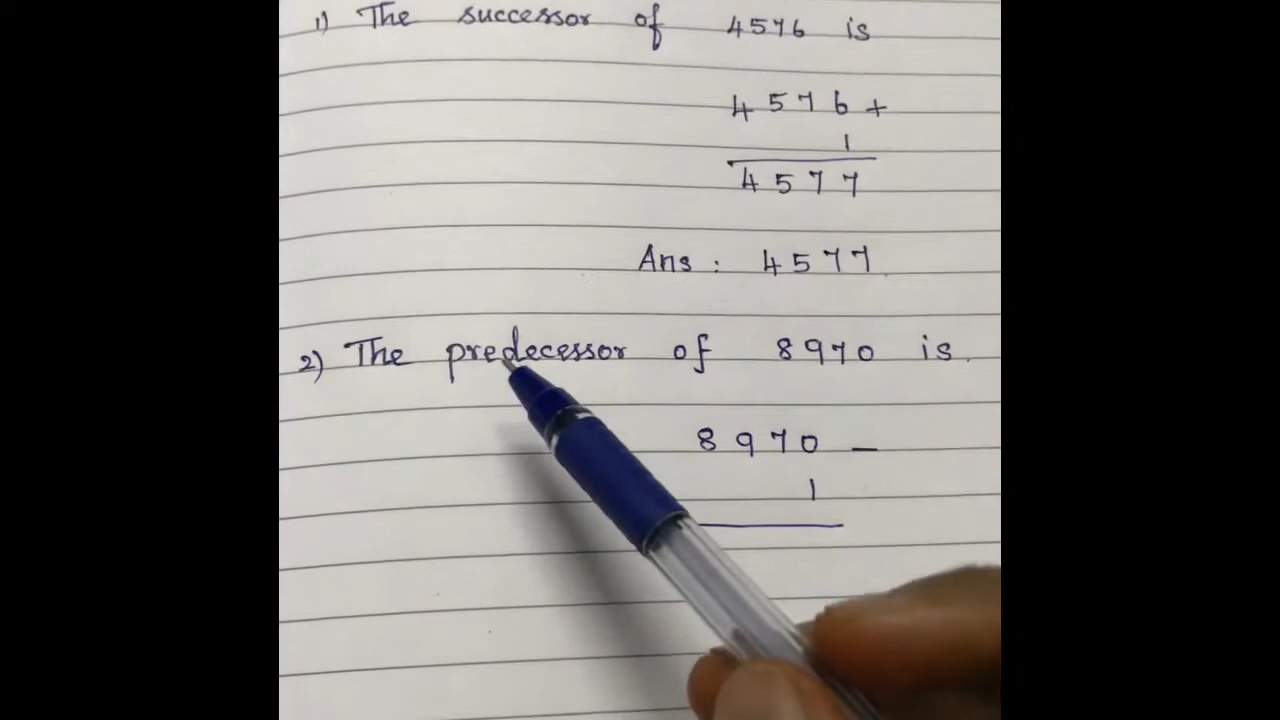 1) The successor of 4576 is
4576 +
1
4577
Ans : 4577
2) The predecessor of 8970 is.
8970 –
1